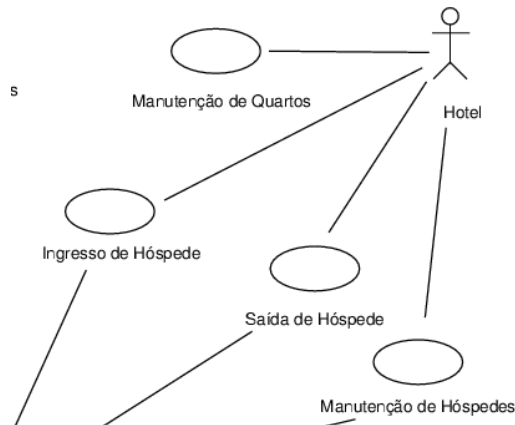 s
Manutenção de Quartos
Hotel
Ingresso de Hóspede
Saída de Hóspede
Manutenção de Hóspedes